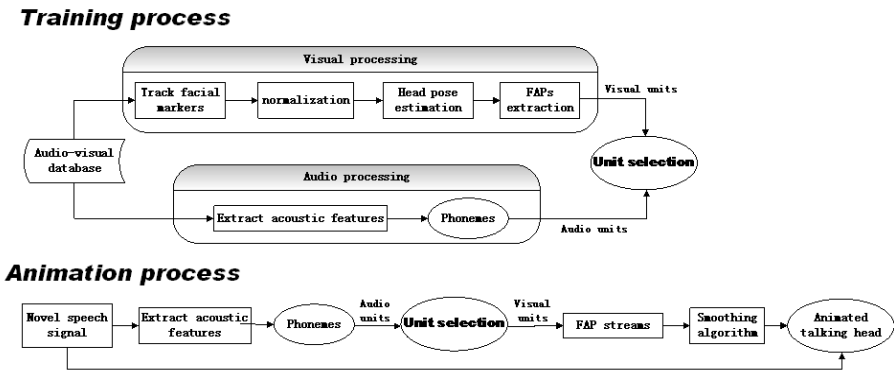 Training process
Visual processing
Track facial
markers
normalization
Head pose
estimation
FAPs
extraction
Visual units
Audio-visual
database
Unit selection
Audio processing
Extract acoustic features
Phonemes
Audio units
Animation process
Novel speech
signal
Extract acoustic
features
Phonemes
Audio
units
Unit selection
Visual
units
FAP streams
Smoothing
algorithm
Animated
talking head